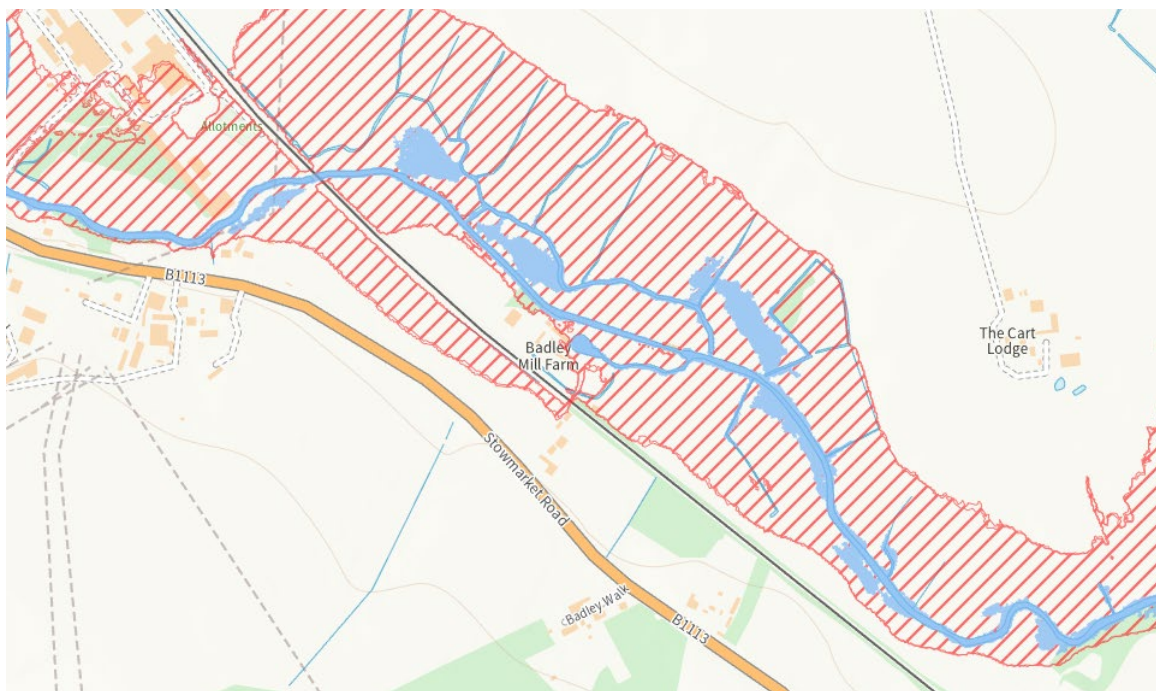 Allotments
B1113
The Cart
Lodge
Badley
Mill Farm
Stowmarket Road
Badley Walk
B1113